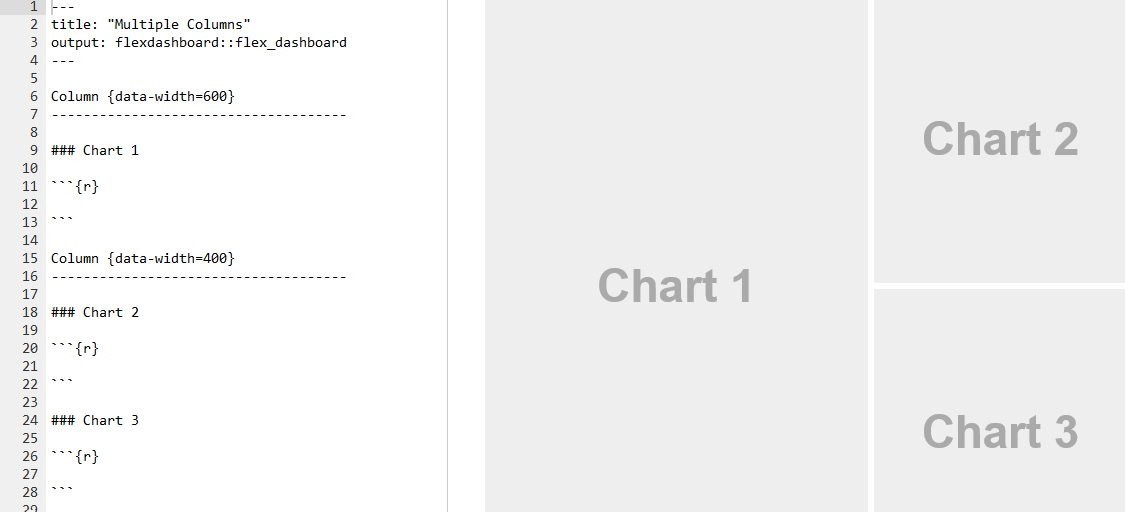 1 ---
2 title: "Multiple Columns"
3 output: flexdashboard::flex_dashboard
4 ---
5
6 Column {data-width=600}
7 -------------------------------------
8
9 ### Chart 1
10
11 ```{r}
12
13 ```
14
15 Column {data-width=400}
16 -------------------------------------
17
18 ### Chart 2
19
20 ```{r}
21
22 ```
23
24 ### Chart 3
25
26 ```{r}
27
28 ```
29
Chart 1
Chart 2
Chart 3